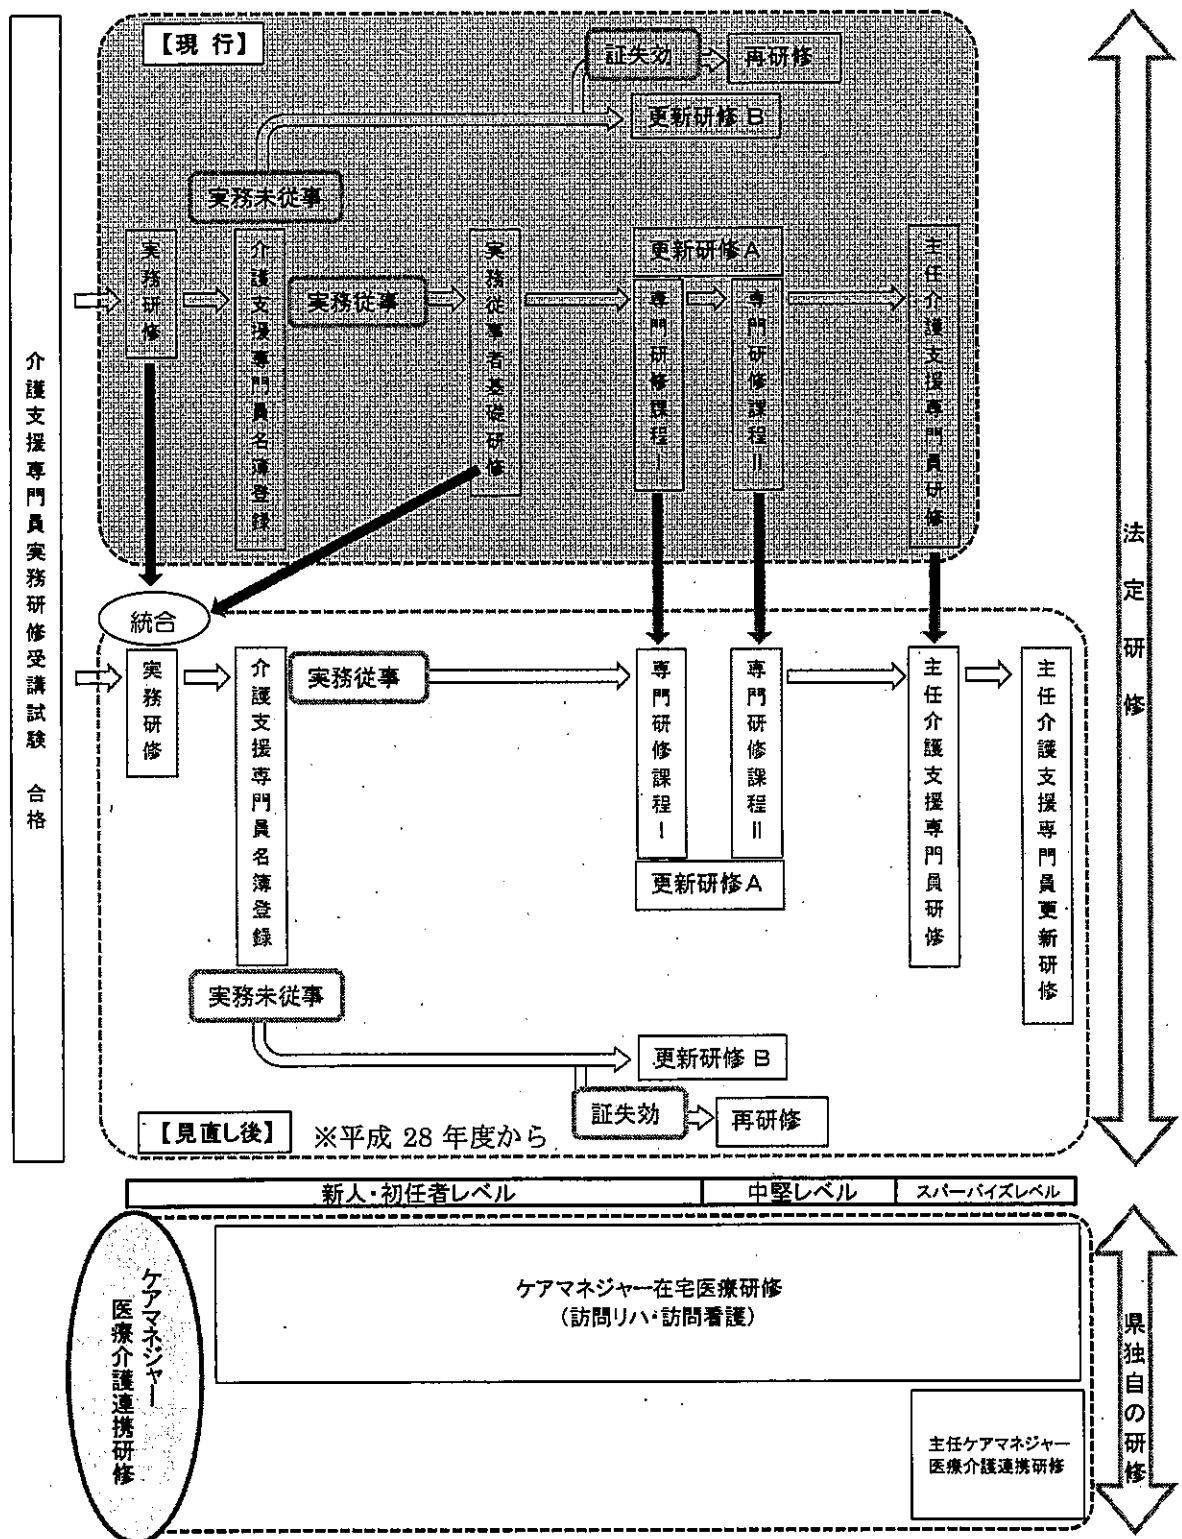 介護支援専門員実務研修受講試験 合格
【現 行】
証失効
再研修
更新研修 B
実務未従事
実務研修
介護支援専門員名簿登録
実務従事
実務従事者基礎研修
更新研修A
専門研修課程Ⅰ
専門研修課程Ⅱ
主任介護支援専門員研修
法定研修
統合
実務研修
介護支援専門員名簿登録
実務従事
専門研修課程Ⅰ
専門研修課程Ⅱ
更新研修A
主任介護支援専門員研修
主任介護支援専門員更新研修
実務未従事
更新研修 B
証失効
再研修
【見直し後】
※平成 28 年度から
新人・初任者レベル
中堅レベル
スパーバイズレベル
ケアマネジャー
医療介護連携研修
ケアマネジャー在宅医療研修
(訪問リハ・訪問看護)
主任ケアマネジャー
医療介護連携研修
県独自の研修